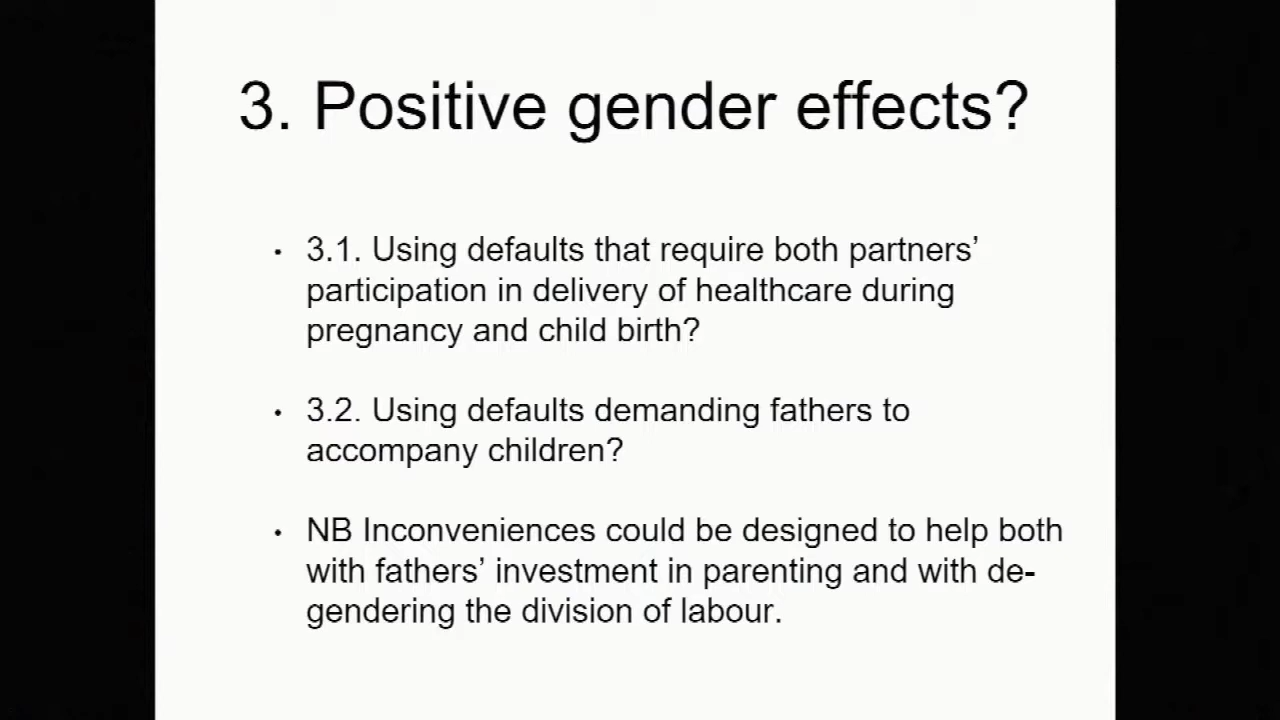 3. Positive gender effects?
• 3.1. Using defaults that require both partners’
participation in delivery of healthcare during
pregnancy and child birth?
• 3.2. Using defaults demanding fathers to
accompany children?
• NB Inconveniences could be designed to help both
with fathers’ investment in parenting and with de-
gendering the division of labour.